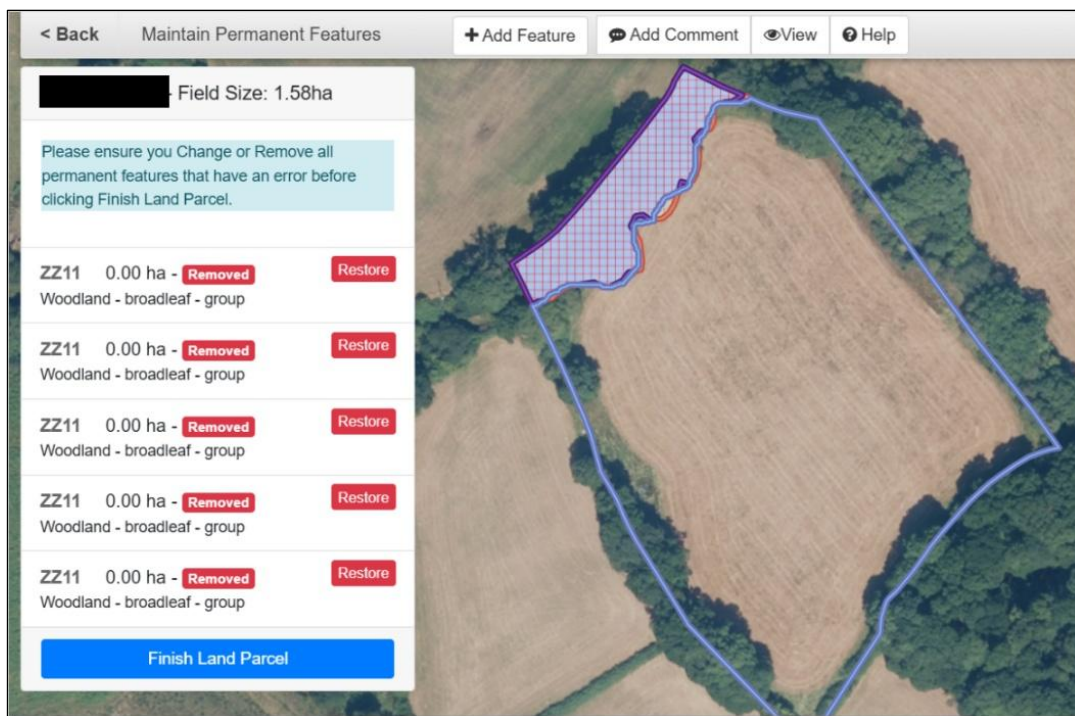 < Back Maintain Permanent Features + Add Feature Add Comment View Help
- Field Size: 1.58ha
Please ensure you Change or Remove all
permanent features that have an error before
clicking Finish Land Parcel.
ZZ11 0.00 ha - Removed Restore
Woodland - broadleaf - group
ZZ11 0.00 ha - Removed Restore
Woodland - broadleaf - group
ZZ11 0.00 ha - Removed Restore
Woodland - broadleaf - group
ZZ11 0.00 ha - Removed Restore
Woodland - broadleaf - group
ZZ11 0.00 ha - Removed Restore
Woodland - broadleaf - group
Finish Land Parcel